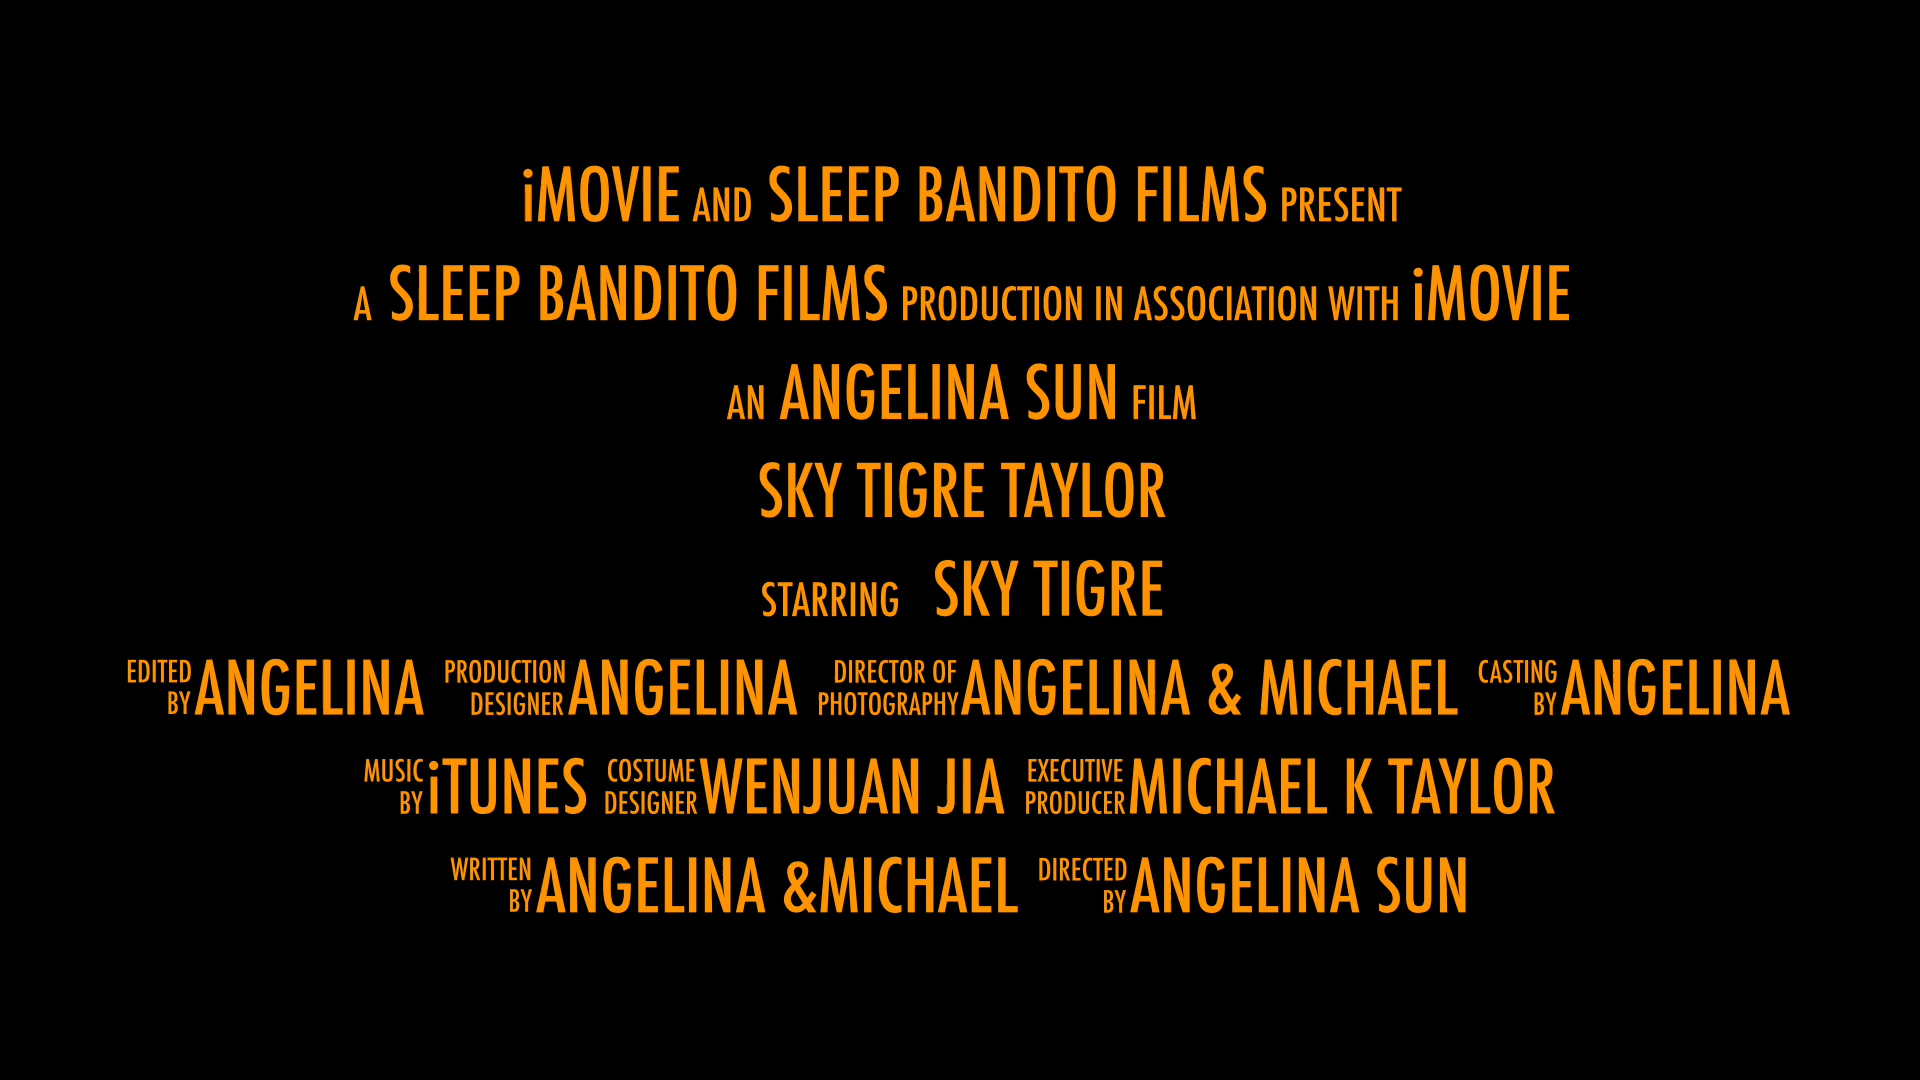 iMOVIE AND SLEEP BANDITO FILMS PRESENT
A SLEEP BANDITO FILMS PRODUCTION IN ASSOCIATION WITH iMOVIE
AN ANGELINA SUN FILM
SKY TIGRE TAYLOR
STARRING SKY TIGRE
EDITED BY ANGELINA PRODUCTION DESIGNER ANGELINA DIRECTOR OF PHOTOGRAPHY ANGELINA & MICHAEL CASTING BY ANGELINA
MUSIC BY iTUNES COSTUME DESIGNER WENJUAN JIA EXECUTIVE PRODUCER MICHAEL K TAYLOR
WRITTEN BY ANGELINA &MICHAEL DIRECTED BY ANGELINA SUN